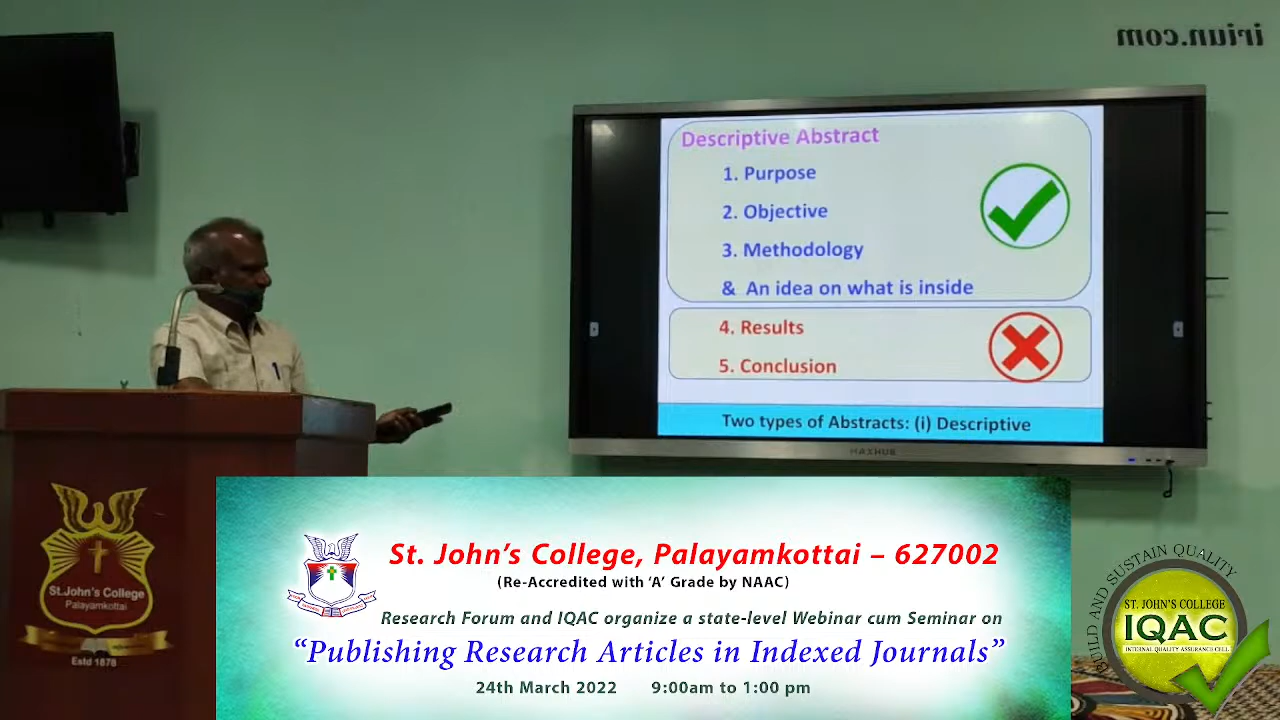 iriun.com
Descriptive Abstract
1. Purpose
2. Objective
3. Methodology
& An idea on what is inside
4. Results
5. Conclusion
Two types of Abstracts: (i) Descriptive
MAXHUB
St.John's College
Palayamkottai
Estd 1878
St. John's College, Palayamkottai – 627002
(Re-Accredited with 'A' Grade by NAAC)
Research Forum and IQAC organize a state-level Webinar cum Seminar on
"Publishing Research Articles in Indexed Journals"
24th March 2022 9:00am to 1:00 pm
BUILD AND SUSTAIN QUALITY
ST. JOHN'S COLLEGE
IQAC
INTERNAL QUALITY ASSURANCE CELL